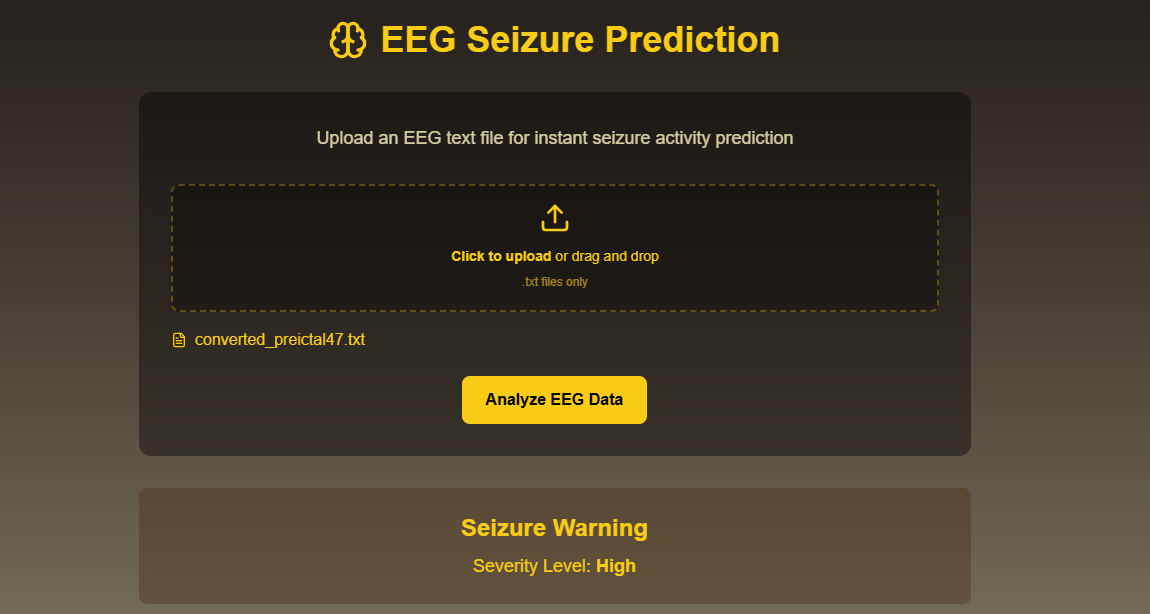 EEG Seizure Prediction
Upload an EEG text file for instant seizure activity prediction
Click to upload or drag and drop
.txt files only
converted_preictal47.txt
Analyze EEG Data
Seizure Warning
Severity Level: High